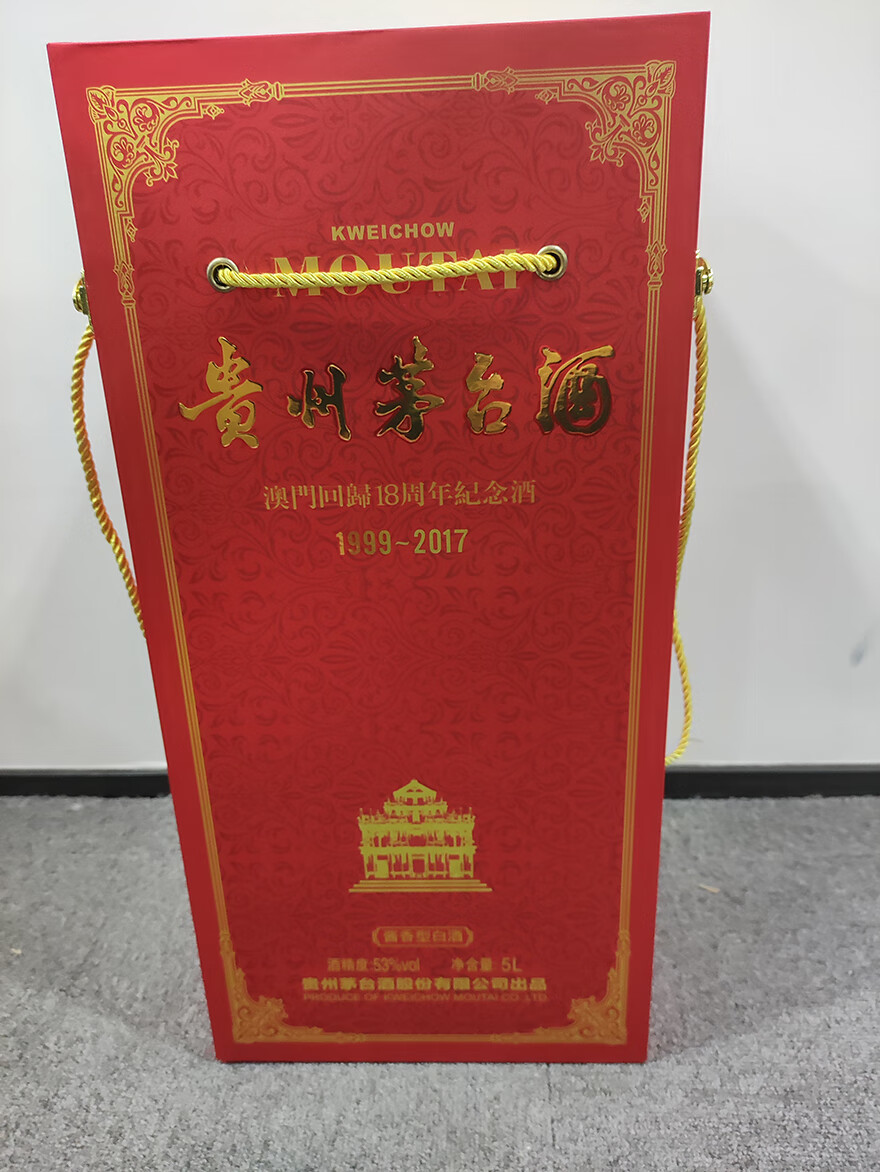 KWEICHOW
MOUTAI
貴州茅台酒
澳門回歸18周年紀念酒
1999~2017
酱香型白酒
酒精度 53%vol 净含量 5L
贵州茅台酒股份有限公司出品
PRODUCE OF KWEICHOW MOUTAI CO. LTD